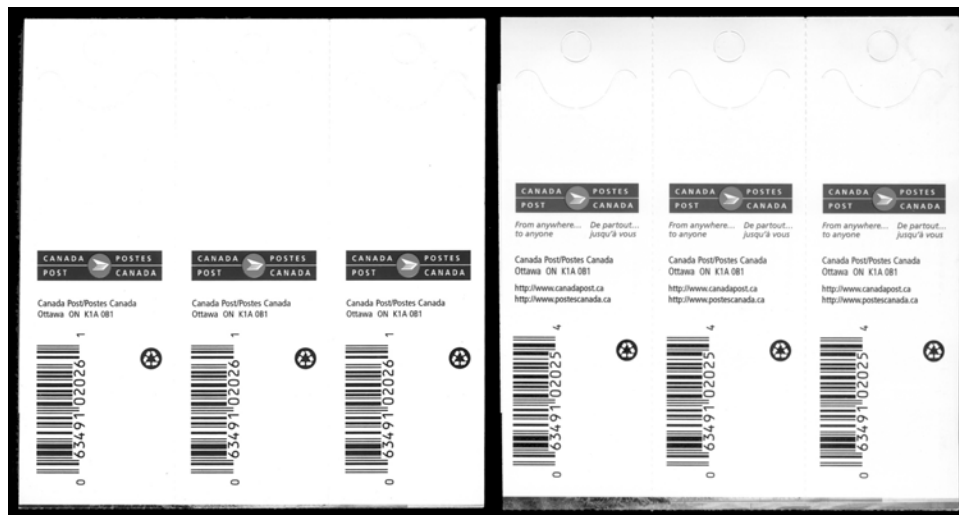 CANADA POSTES
POST CANADA
Canada Post/Postes Canada
Ottawa ON K1A 0B1
0 63491 02026 1
CANADA POSTES
POST CANADA
Canada Post/Postes Canada
Ottawa ON K1A 0B1
0 63491 02026 1
CANADA POSTES
POST CANADA
Canada Post/Postes Canada
Ottawa ON K1A 0B1
0 63491 02026 1
CANADA POSTES
POST CANADA
From anywhere... De partout...
to anyone jusqu'à vous
Canada Post/Postes Canada
Ottawa ON K1A 0B1
http://www.canadapost.ca
http://www.postescanada.ca
0 63491 02025 4
CANADA POSTES
POST CANADA
From anywhere... De partout...
to anyone jusqu'à vous
Canada Post/Postes Canada
Ottawa ON K1A 0B1
http://www.canadapost.ca
http://www.postescanada.ca
0 63491 02025 4
CANADA POSTES
POST CANADA
From anywhere... De partout...
to anyone jusqu'à vous
Canada Post/Postes Canada
Ottawa ON K1A 0B1
http://www.canadapost.ca
http://www.postescanada.ca
0 63491 02025 4